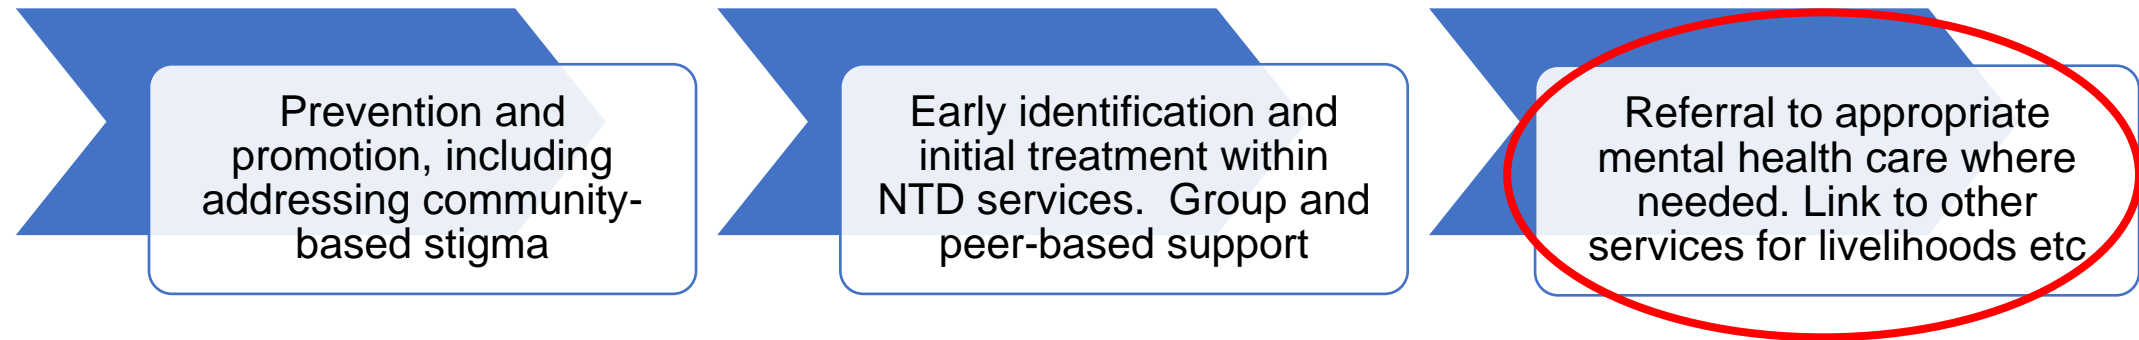 Prevention and
promotion, including
addressing community-
based stigma
Early identification and
initial treatment within
NTD services.  Group and
peer-based support
Referral to appropriate
mental health care where
needed. Link to other
services for livelihoods etc